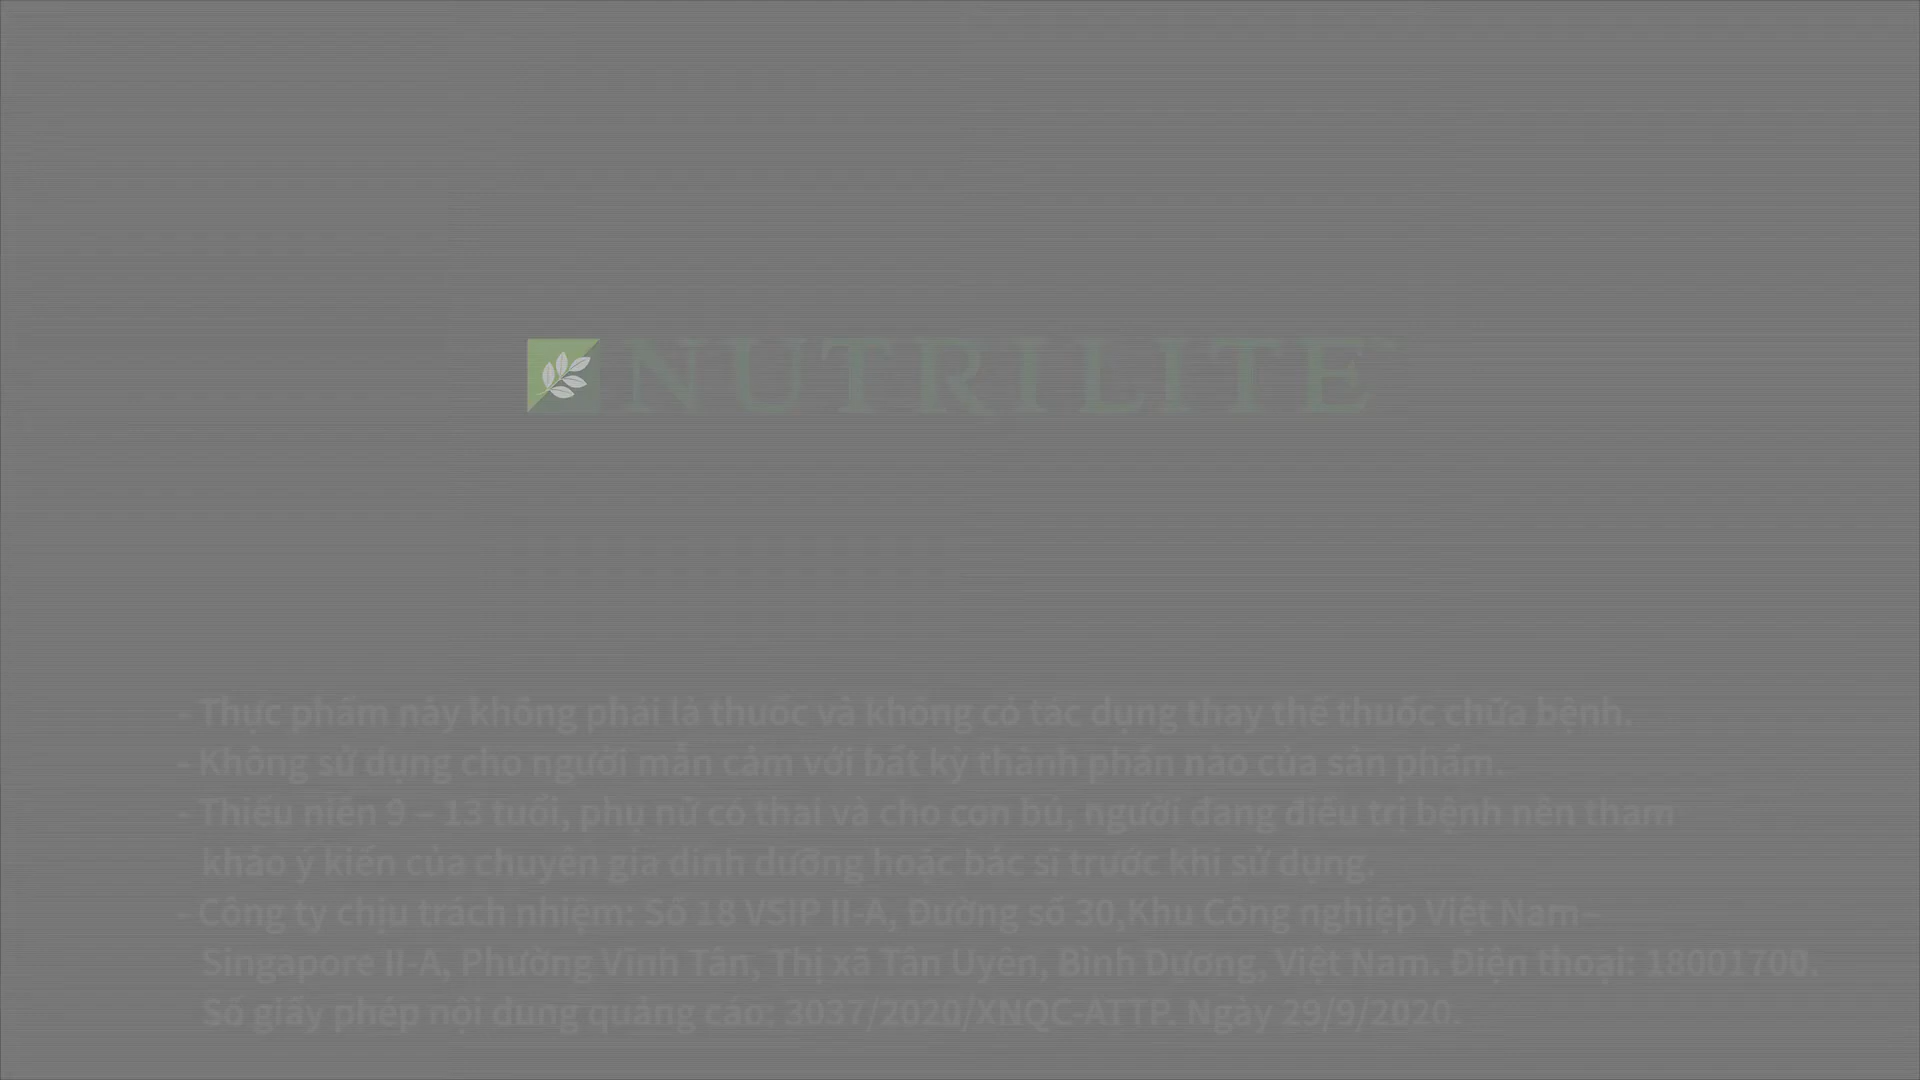 NUTRILITE™
- Thực phẩm này không phải là thuốc và không có tác dụng thay thế thuốc chữa bệnh.
- Không sử dụng cho người mẫn cảm với bất kỳ thành phần nào của sản phẩm.
- Thiếu niên 9 – 13 tuổi, phụ nữ có thai và cho con bú, người đang điều trị bệnh nên tham
khảo ý kiến của chuyên gia dinh dưỡng hoặc bác sĩ trước khi sử dụng.
- Công ty chịu trách nhiệm: Số 18 VSIP II-A, Đường số 30,Khu Công nghiệp Việt Nam–
Singapore II-A, Phường Vĩnh Tân, Thị xã Tân Uyên, Bình Dương, Việt Nam. Điện thoại: 18001700.
Số giấy phép nội dung quảng cáo: 3037/2020/XNQC-ATTP. Ngày 29/9/2020.